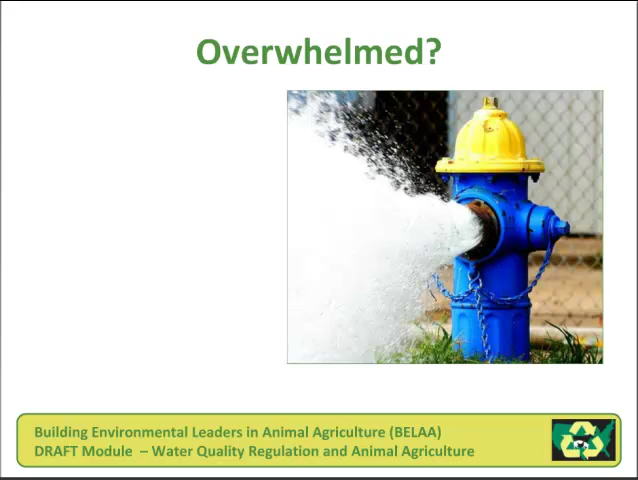 Overwhelmed?
Building Environmental Leaders in Animal Agriculture (BELAA)
DRAFT Module – Water Quality Regulation and Animal Agriculture